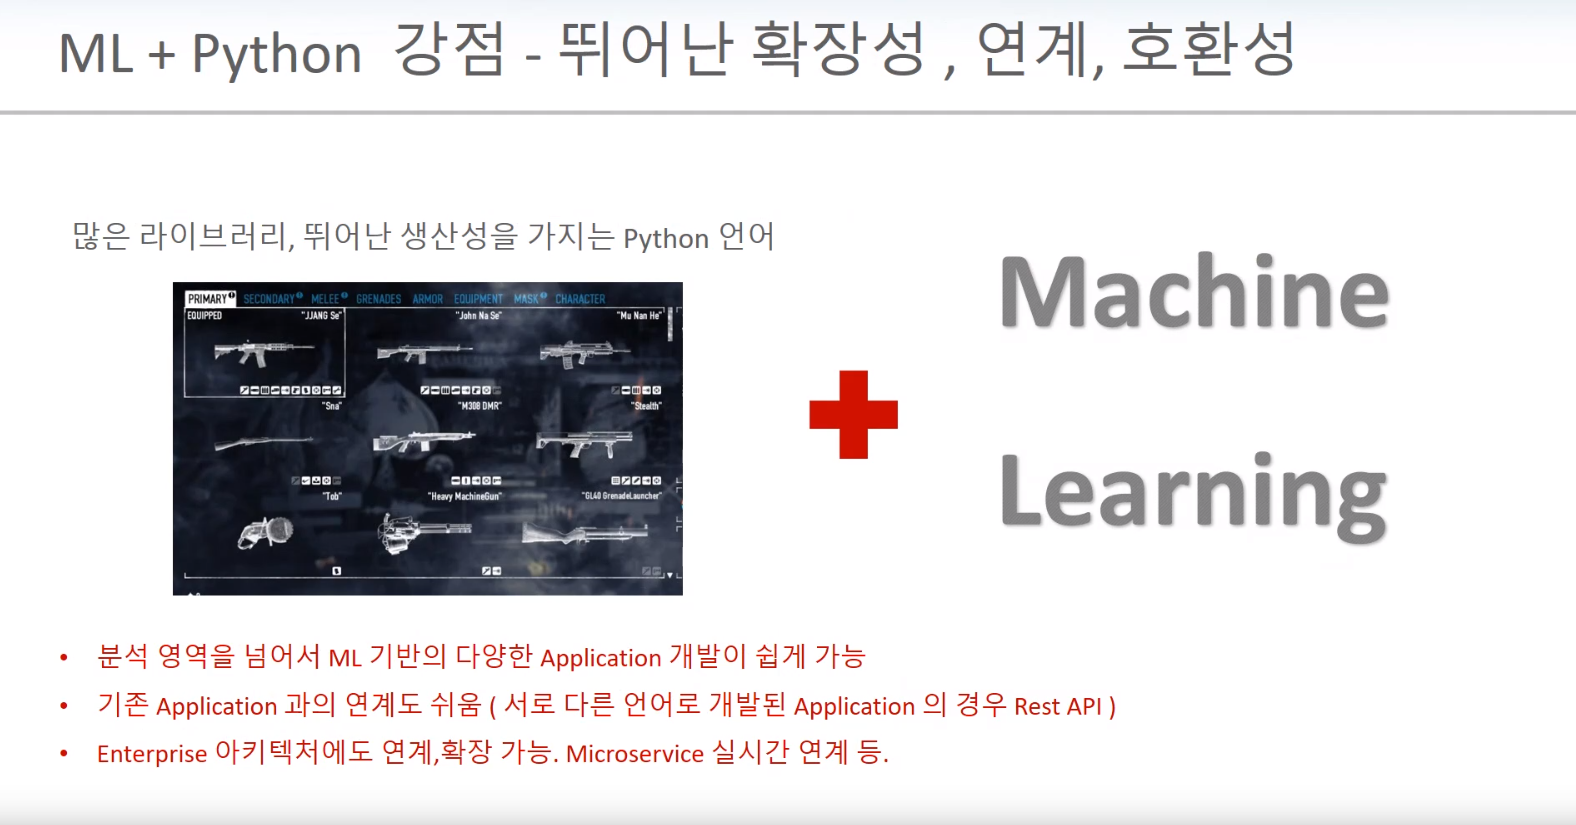 ML + Python 강점 - 뛰어난 확장성 , 연계, 호환성
많은 라이브러리, 뛰어난 생산성을 가지는 Python 언어
PRIMARY SECONDARY MELEE GRENADES ARMOR EQUIPMENT MASK CHARACTER
EQUIPPED "JJANG Se" "John Na Se" "Mu Nan He"
"Sna" "M308 DMR" "Stealth"
"Tob" "Heavy MachineGun" "GL40 GrenadeLauncher"
Machine
Learning
• 분석 영역을 넘어서 ML 기반의 다양한 Application 개발이 쉽게 가능
• 기존 Application 과의 연계도 쉬움 ( 서로 다른 언어로 개발된 Application 의 경우 Rest API )
• Enterprise 아키텍처에도 연계,확장 가능. Microservice 실시간 연계 등.